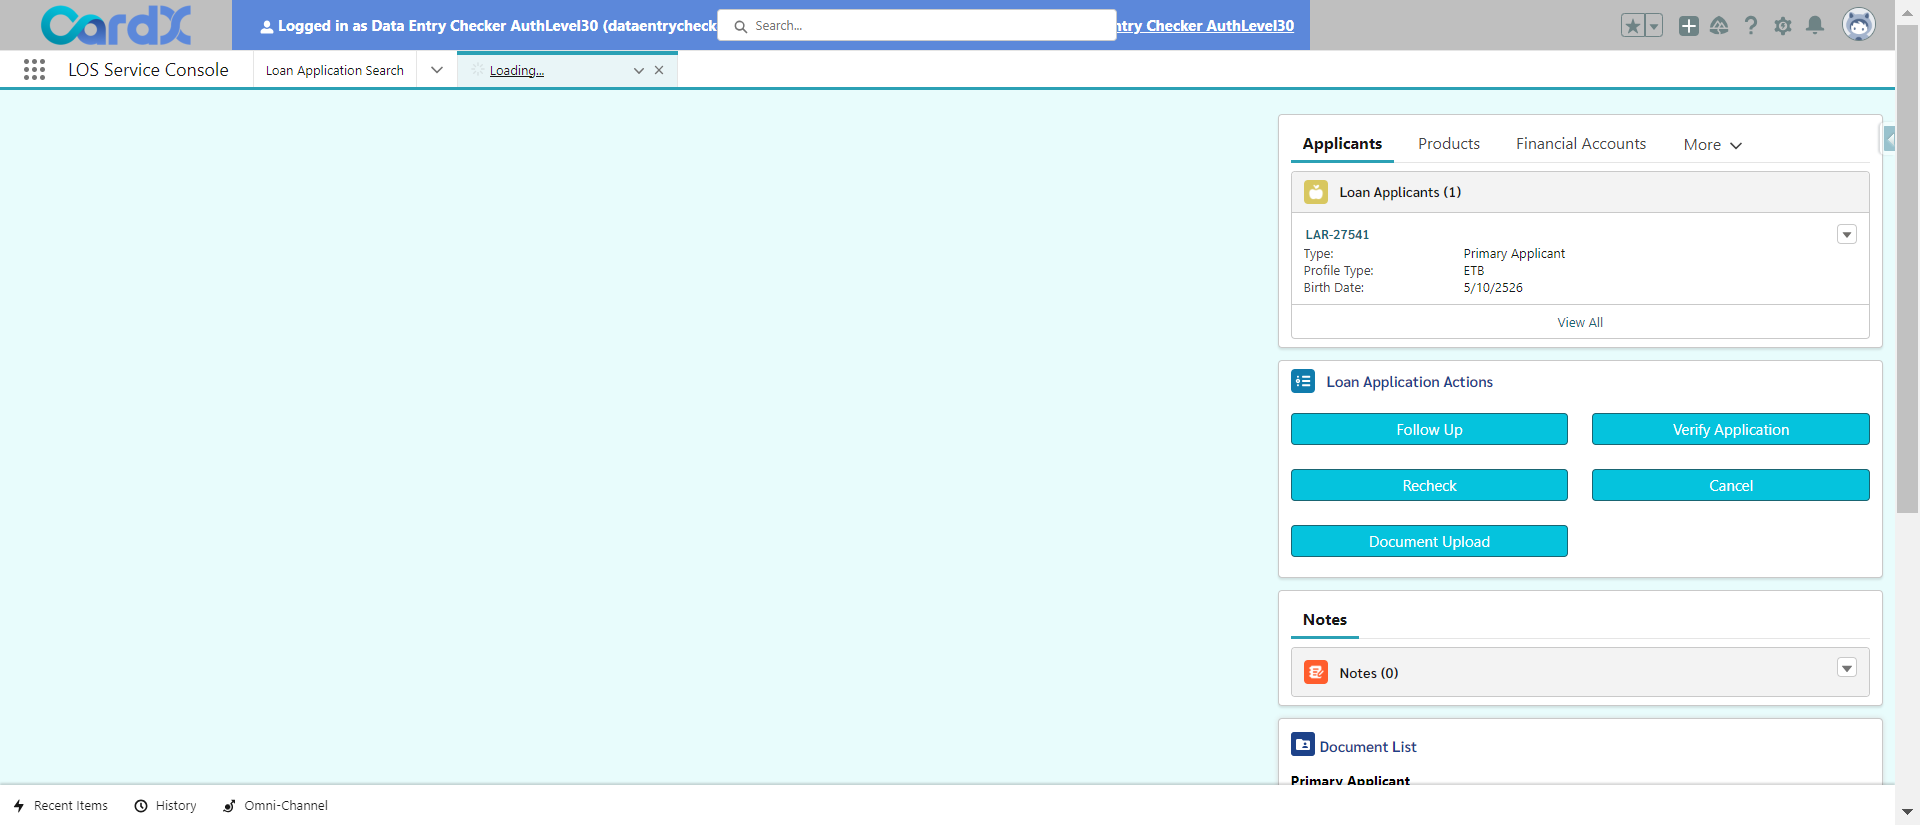 CardX
Logged in as Data Entry Checker AuthLevel30 (dataentrycheck
Search...
ntry Checker AuthLevel30
LOS Service Console
Loan Application Search
Loading...
Applicants
Products
Financial Accounts
More
Loan Applicants (1)
LAR-27541
Type:
Primary Applicant
Profile Type:
ETB
Birth Date:
5/10/2526
View All
Loan Application Actions
Follow Up
Verify Application
Recheck
Cancel
Document Upload
Notes
Notes (0)
Document List
Primary Applicant
Recent Items
History
Omni-Channel